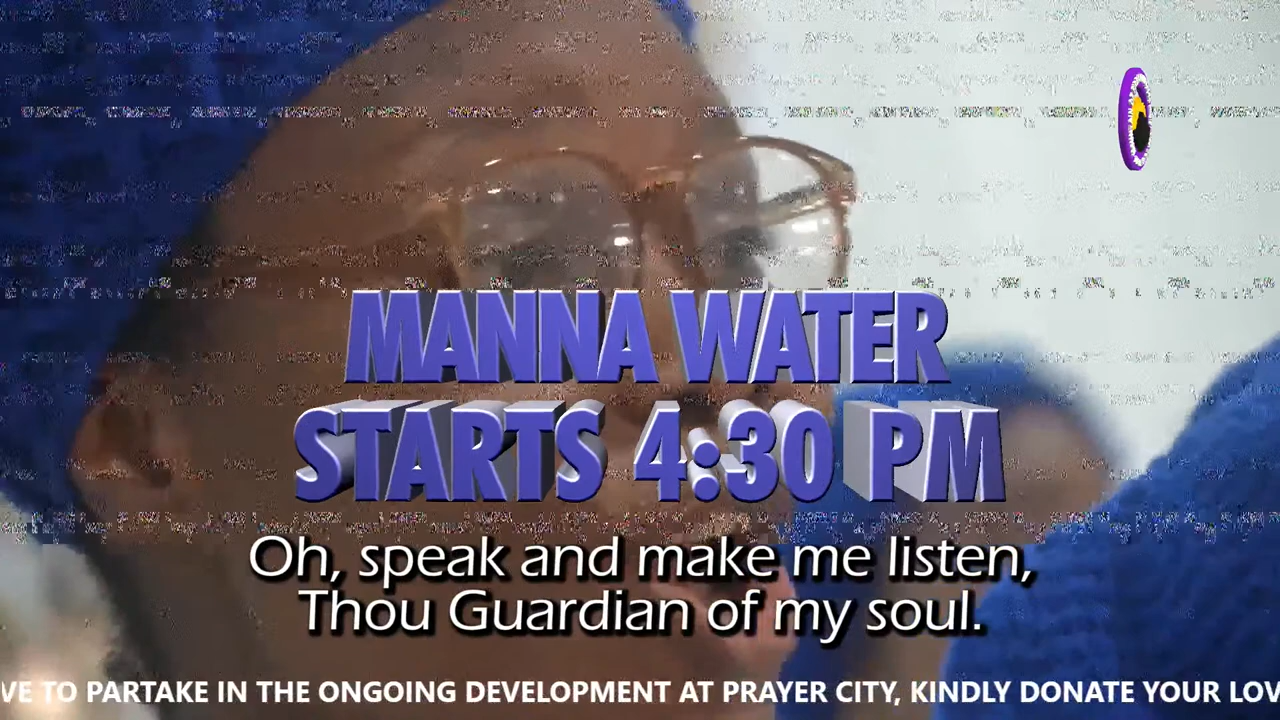 MANNA WATER
STARTS 4:30 PM
Oh, speak and make me listen,
Thou Guardian of my soul.
VE TO PARTAKE IN THE ONGOING DEVELOPMENT AT PRAYER CITY, KINDLY DONATE YOUR LOV